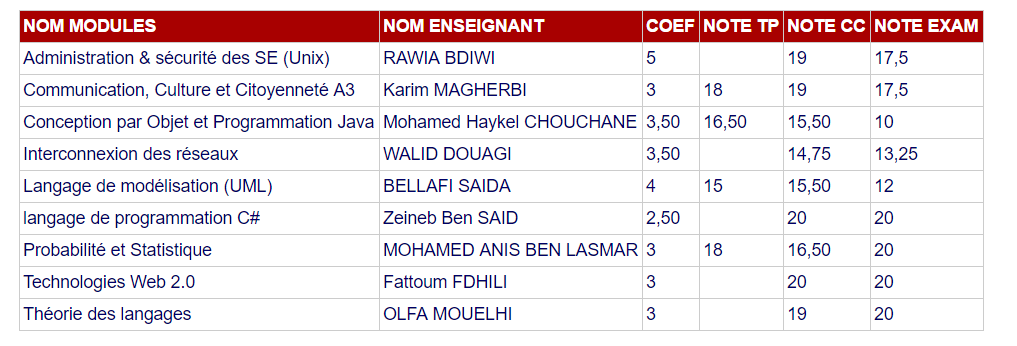 NOM MODULES NOM ENSEIGNANT COEF NOTE TP NOTE CC NOTE EXAM
Administration & sécurité des SE (Unix) RAWIA BDIWI 5 19 17,5
Communication, Culture et Citoyenneté A3 Karim MAGHERBI 3 18 19 17,5
Conception par Objet et Programmation Java Mohamed Haykel CHOUCHANE 3,50 16,50 15,50 10
Interconnexion des réseaux WALID DOUAGI 3,50 14,75 13,25
Langage de modélisation (UML) BELLAFI SAIDA 4 15 15,50 12
langage de programmation C# Zeineb Ben SAID 2,50 20 20
Probabilité et Statistique MOHAMED ANIS BEN LASMAR 3 18 16,50 20
Technologies Web 2.0 Fattoum FDHILI 3 20 20
Théorie des langages OLFA MOUELHI 3 19 20